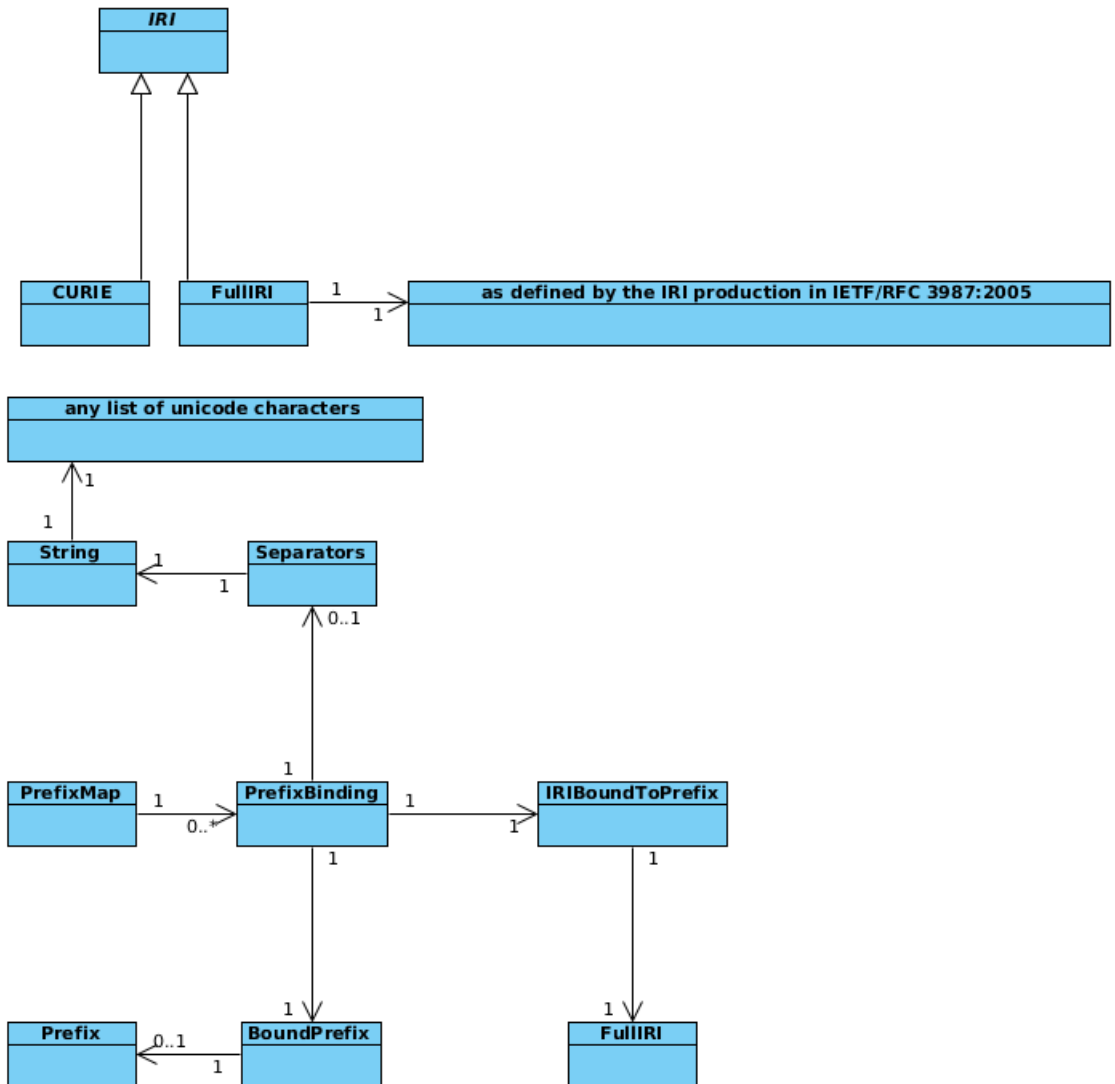 IRI
CURIE
FullIRI
1
1
as defined by the IRI production in IETF/RFC 3987:2005
any list of unicode characters
1
1
String
1
1
Separators
0..1
1
PrefixMap
1
0..*
PrefixBinding
1
1
IRIBoundToPrefix
1
1
1
1
Prefix
0..1
1
BoundPrefix
FullIRI